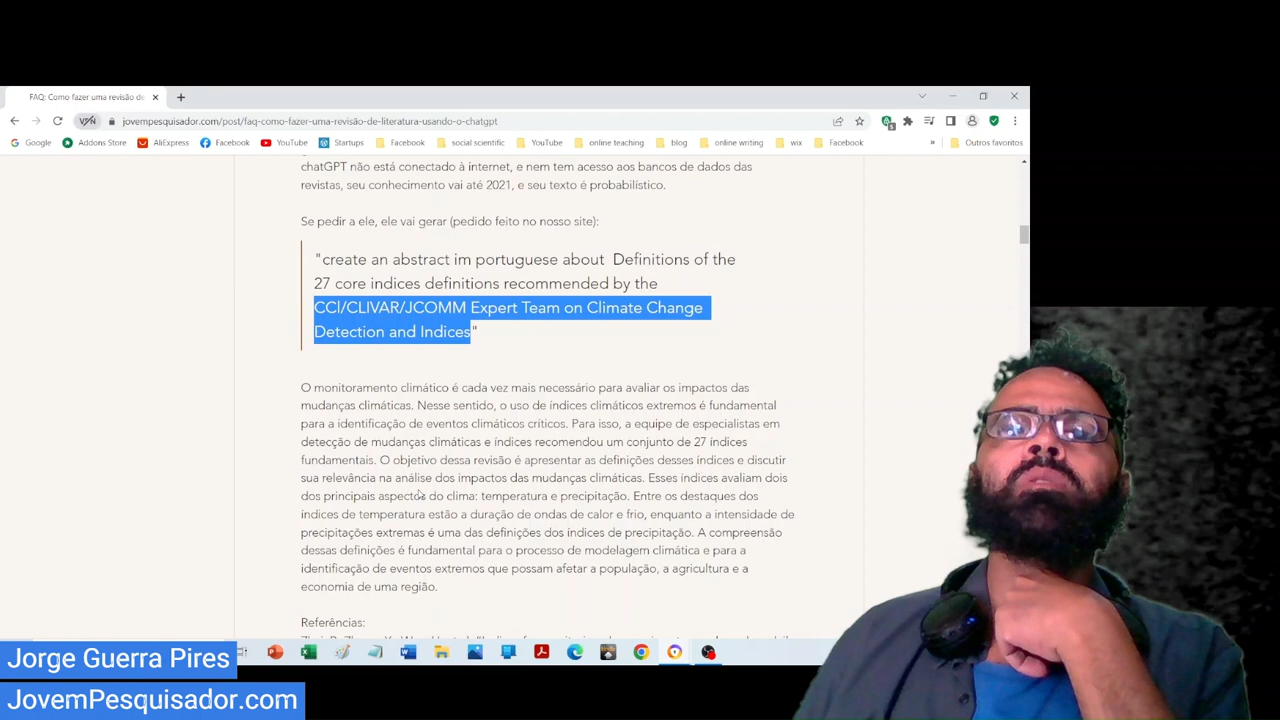 FAQ: Como fazer uma revisão de
jovempesquisador.com/post/faq-como-fazer-uma-revisão-de-literatura-usando-o-chatgpt
Google Addons Store AliExpress Facebook YouTube Startups Facebook social scientific YouTube online teaching blog online writing wix Facebook » Outros favoritos
chatGPT não está conectado à internet, e nem tem acesso aos bancos de dados das
revistas, seu conhecimento vai até 2021, e seu texto é probabilístico.
Se pedir a ele, ele vai gerar (pedido feito no nosso site):
"create an abstract im portuguese about Definitions of the
27 core indices definitions recommended by the
CCl/CLIVAR/JCOMM Expert Team on Climate Change
Detection and Indices"
O monitoramento climático é cada vez mais necessário para avaliar os impactos das
mudanças climáticas. Nesse sentido, o uso de índices climáticos extremos é fundamental
para a identificação de eventos climáticos críticos. Para isso, a equipe de especialistas em
detecção de mudanças climáticas e índices recomendou um conjunto de 27 índices
fundamentais. O objetivo dessa revisão é apresentar as definições desses índices e discutir
sua relevância na análise dos impactos das mudanças climáticas. Esses índices avaliam dois
dos principais aspectos do clima: temperatura e precipitação. Entre os destaques dos
índices de temperatura estão a duração de ondas de calor e frio, enquanto a intensidade de
precipitações extremas é uma das definições dos índices de precipitação. A compreensão
dessas definições é fundamental para o processo de modelagem climática e para a
identificação de eventos extremos que possam afetar a população, a agricultura e a
economia de uma região.
Referências:
Jorge Guerra Pires
JovemPesquisador.com